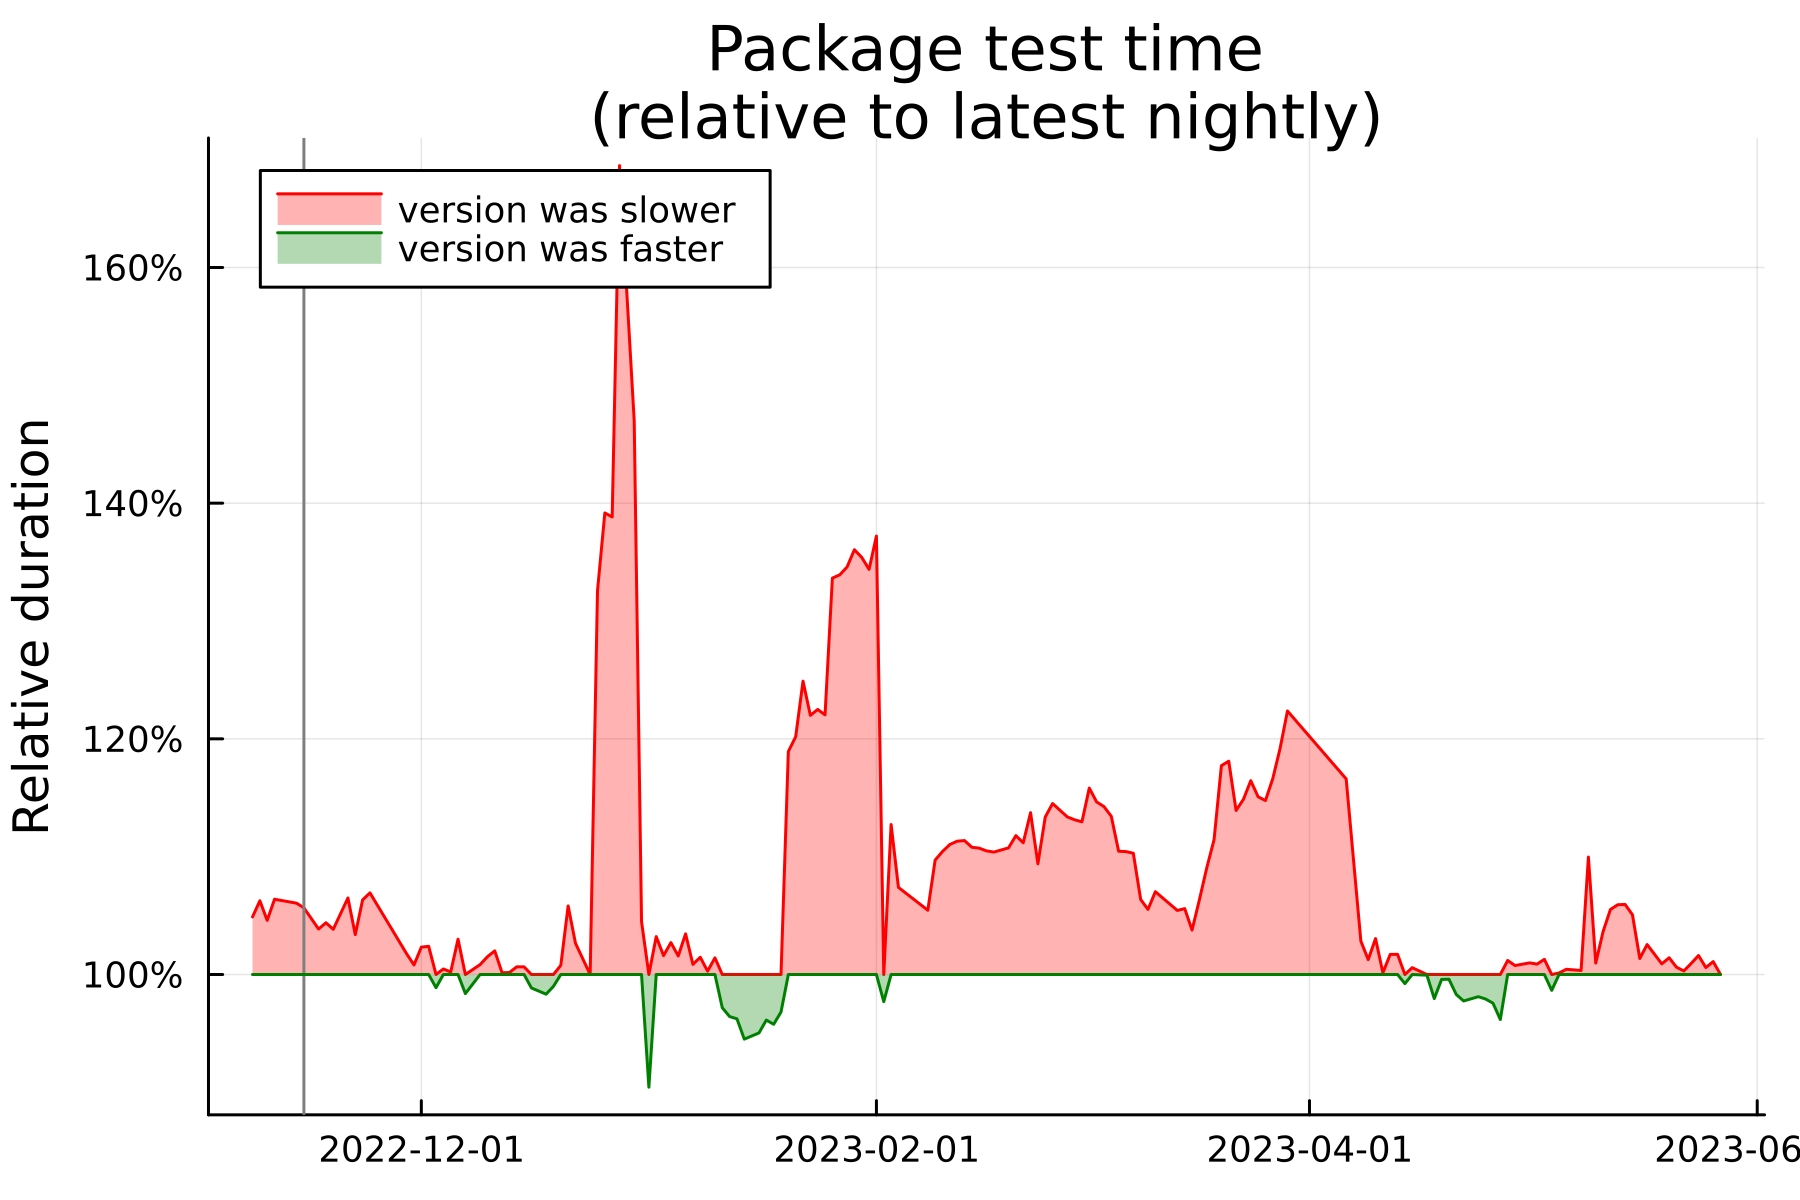 Package test time
(relative to latest nightly)
version was slower
version was faster
160%
140%
120%
100%
Relative duration
2022-12-01
2023-02-01
2023-04-01
2023-06